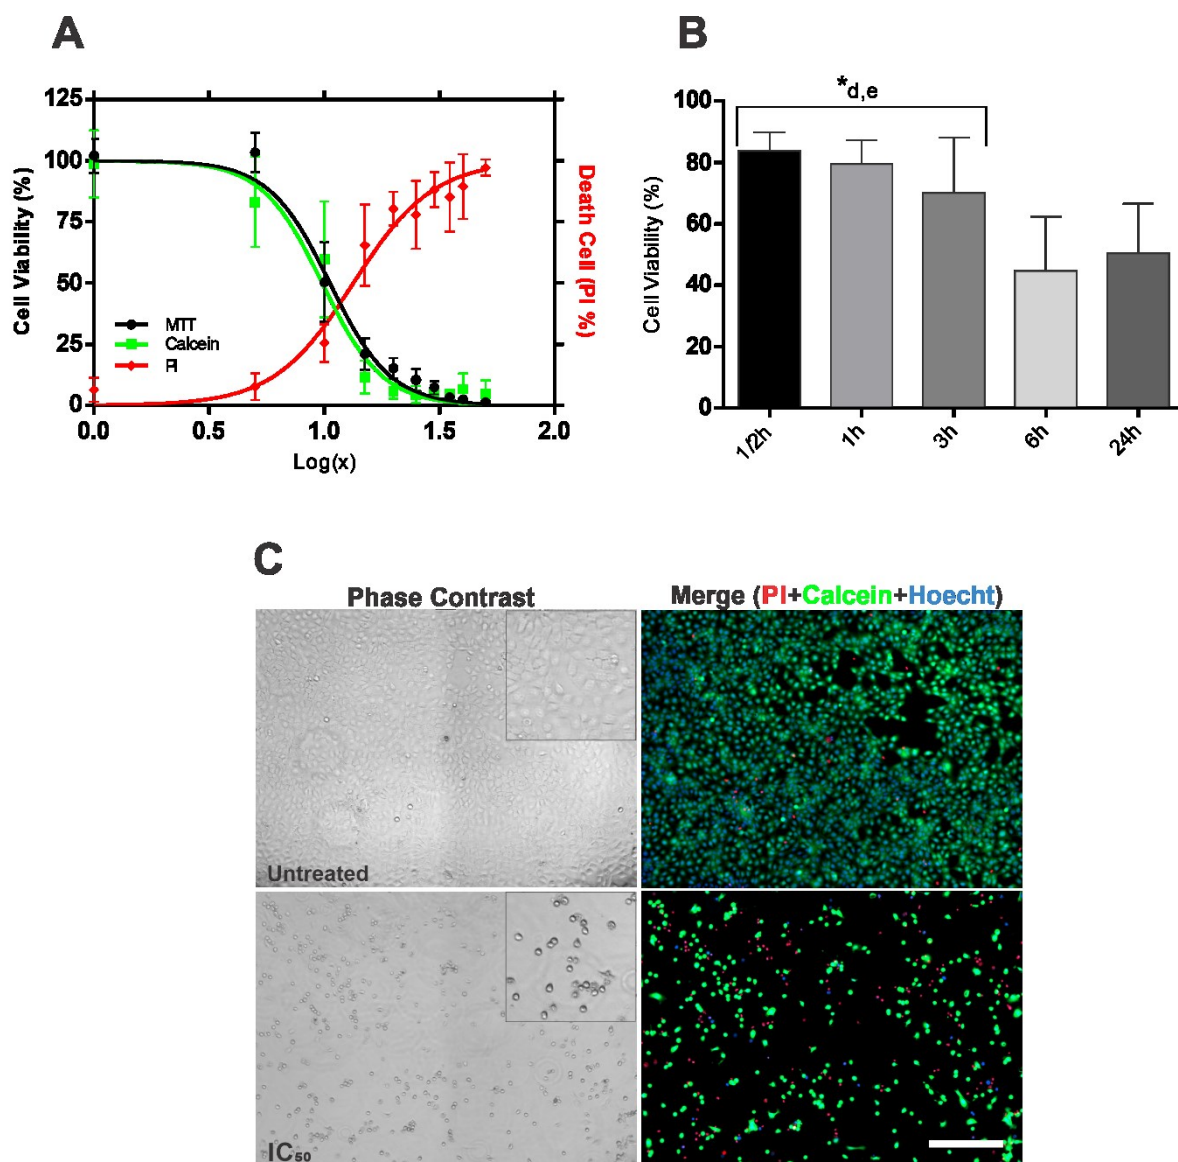 A
125
100
75
50
25
0
Cell Viability (%)
Death Cell (PI %)
MTT
Calcein
PI
0.0
0.5
1.0
1.5
2.0
Log(x)
B
*d,e
100
80
60
40
20
0
Cell Viability (%)
1/2h
1h
3h
6h
24h
C
Phase Contrast
Merge (PI+Calcein+Hoecht)
Untreated
IC50